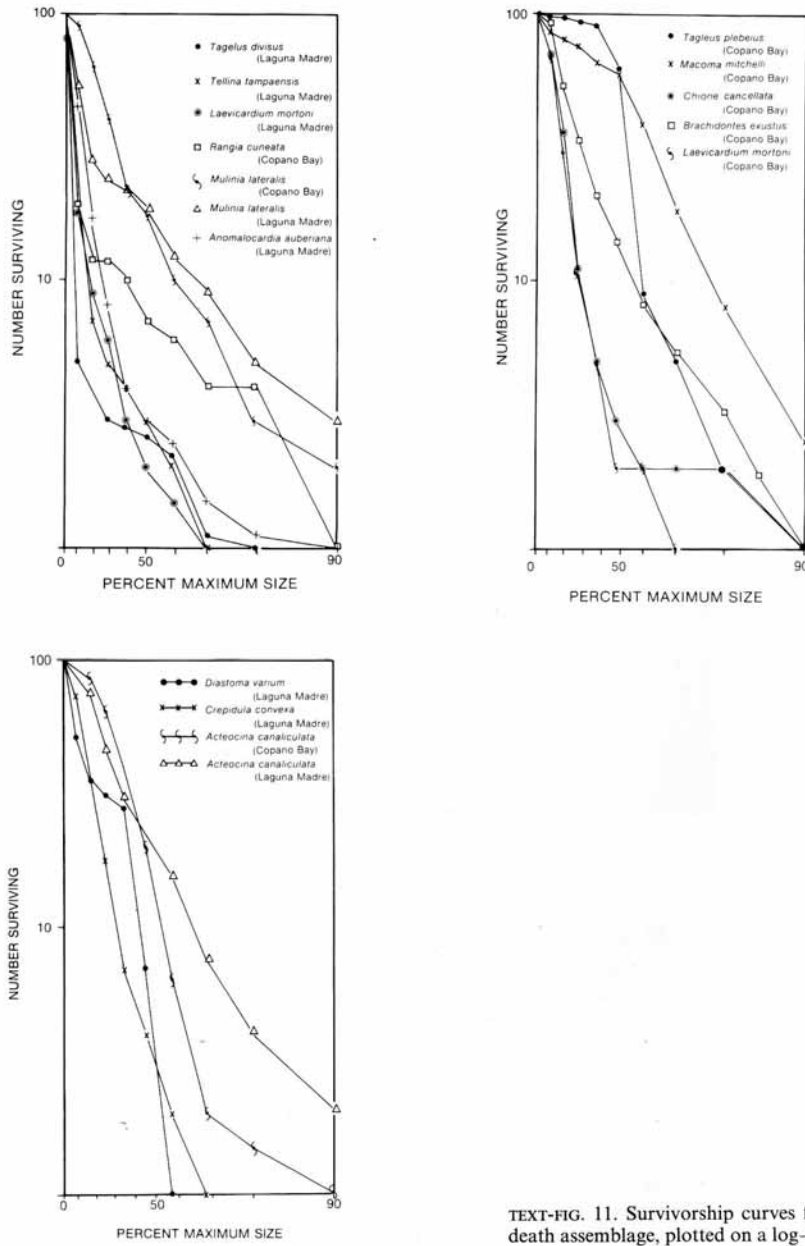 100
Tagelus divisus
(Laguna Madre)
Tellina tampaensis
(Laguna Madre)
Laevicardium mortoni
(Laguna Madre)
Rangia cuneata
(Copano Bay)
Mulinia lateralis
(Copano Bay)
Mulinia lateralis
(Laguna Madre)
Anomalocardia auberiana
(Laguna Madre)
NUMBER SURVIVING
10
0 50 90
PERCENT MAXIMUM SIZE
100
Tagleus plebeius
(Copano Bay)
Macoma mitchelli
(Copano Bay)
Chione cancellata
(Copano Bay)
Brachidontes exustus
(Copano Bay)
Laevicardium mortoni
(Copano Bay)
NUMBER SURVIVING
10
0 50 90
PERCENT MAXIMUM SIZE
100
Diastoma varium
(Laguna Madre)
Crepidula convexa
(Laguna Madre)
Acteocina canaliculata
(Copano Bay)
Acteocina canaliculata
(Laguna Madre)
NUMBER SURVIVING
10
0 50 90
PERCENT MAXIMUM SIZE
TEXT-FIG. 11. Survivorship curves
death assemblage, plotted on a log–